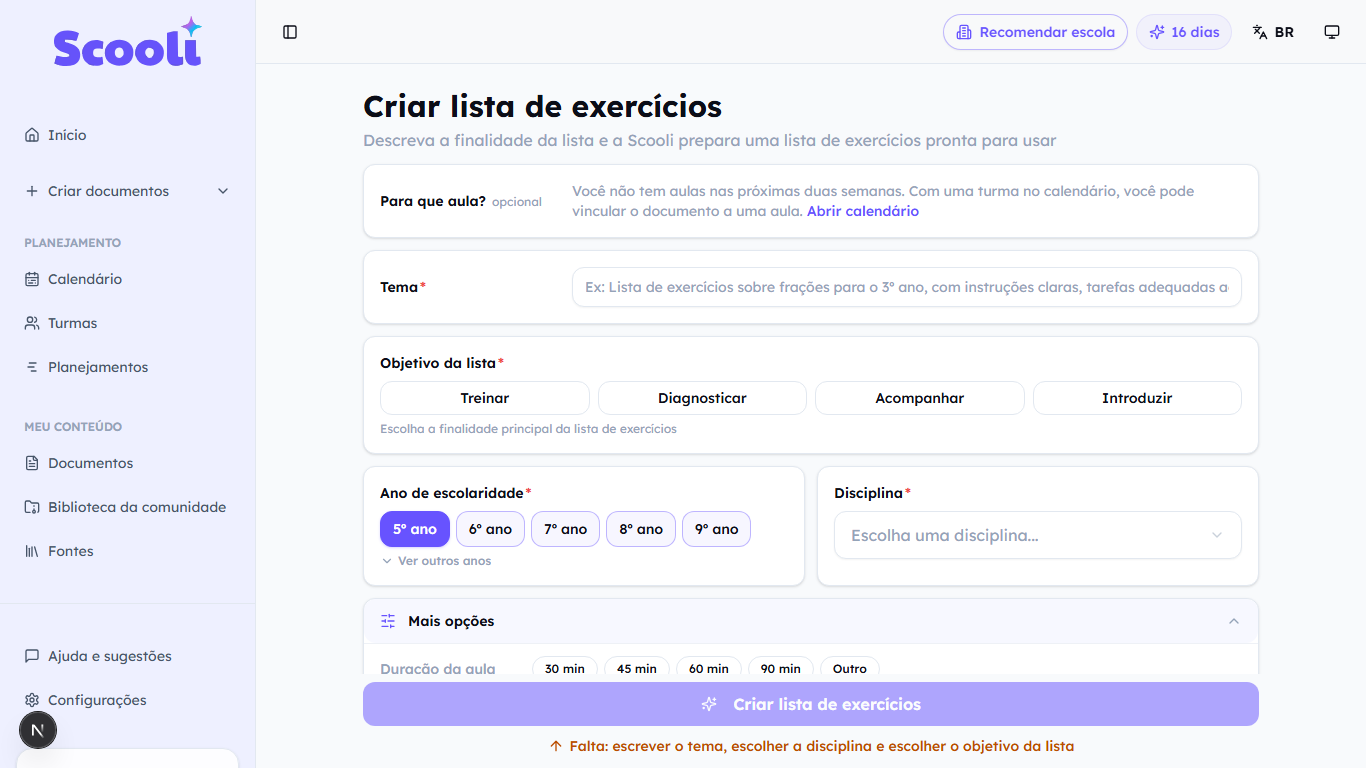 Scooli
Recomendar escola
16 dias
BR
Início
Criar documentos
PLANEJAMENTO
Calendário
Turmas
Planejamentos
MEU CONTEÚDO
Documentos
Biblioteca da comunidade
Fontes
Ajuda e sugestões
Configurações
N
Criar lista de exercícios
Descreva a finalidade da lista e a Scooli prepara uma lista de exercícios pronta para usar
Para que aula? opcional
Você não tem aulas nas próximas duas semanas. Com uma turma no calendário, você pode
vincular o documento a uma aula. Abrir calendário
Tema*
Ex: Lista de exercícios sobre frações para o 3º ano, com instruções claras, tarefas adequadas a
Objetivo da lista*
Treinar
Diagnosticar
Acompanhar
Introduzir
Escolha a finalidade principal da lista de exercícios
Ano de escolaridade*
5º ano
6º ano
7º ano
8º ano
9º ano
Ver outros anos
Disciplina*
Escolha uma disciplina...
Mais opções
Duração da aula
30 min
45 min
60 min
90 min
Outro
Criar lista de exercícios
Falta: escrever o tema, escolher a disciplina e escolher o objetivo da lista